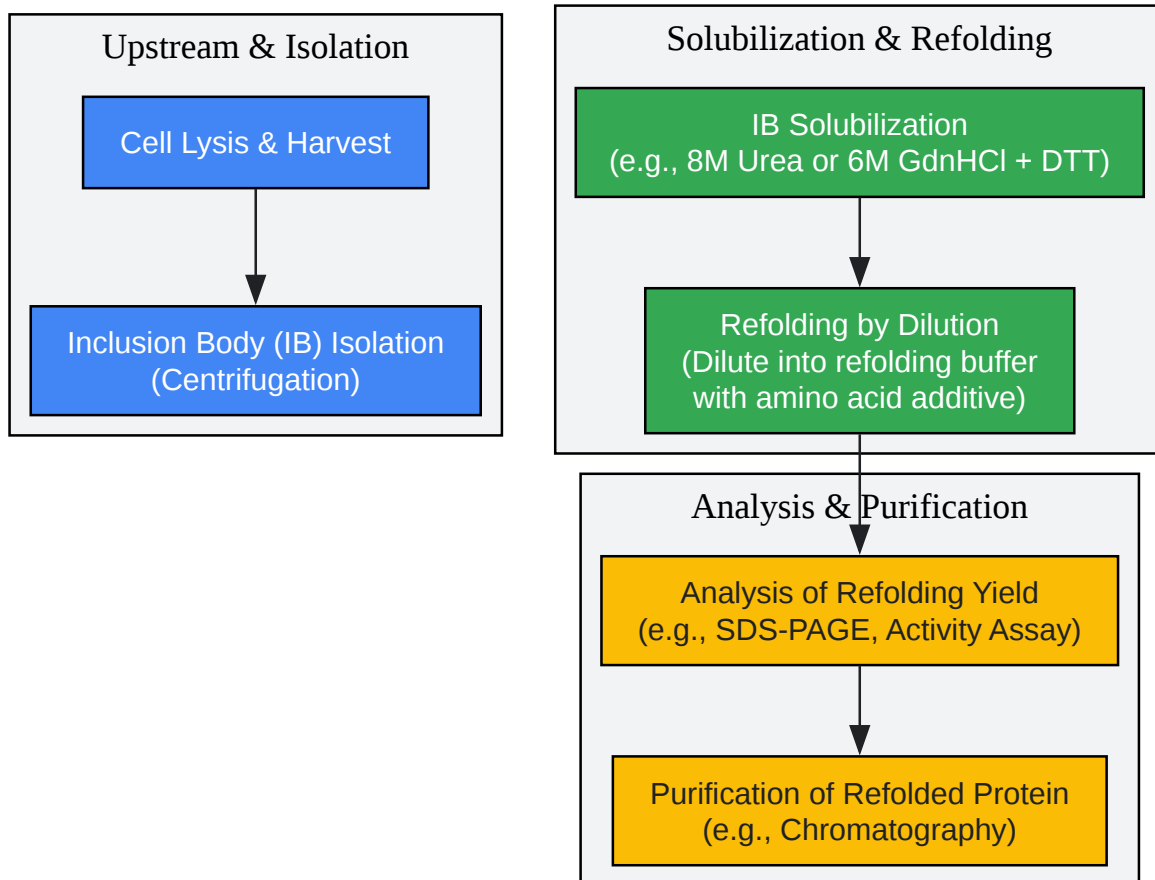 Upstream & Isolation
Cell Lysis & Harvest
Inclusion Body (IB) Isolation
(Centrifugation)
Solubilization & Refolding
IB Solubilization
(e.g., 8M Urea or 6M GdnHCl + DTT)
Refolding by Dilution
(Dilute into refolding buffer
with amino acid additive)
Analysis & Purification
Analysis of Refolding Yield
(e.g., SDS-PAGE, Activity Assay)
Purification of Refolded Protein
(e.g., Chromatography)